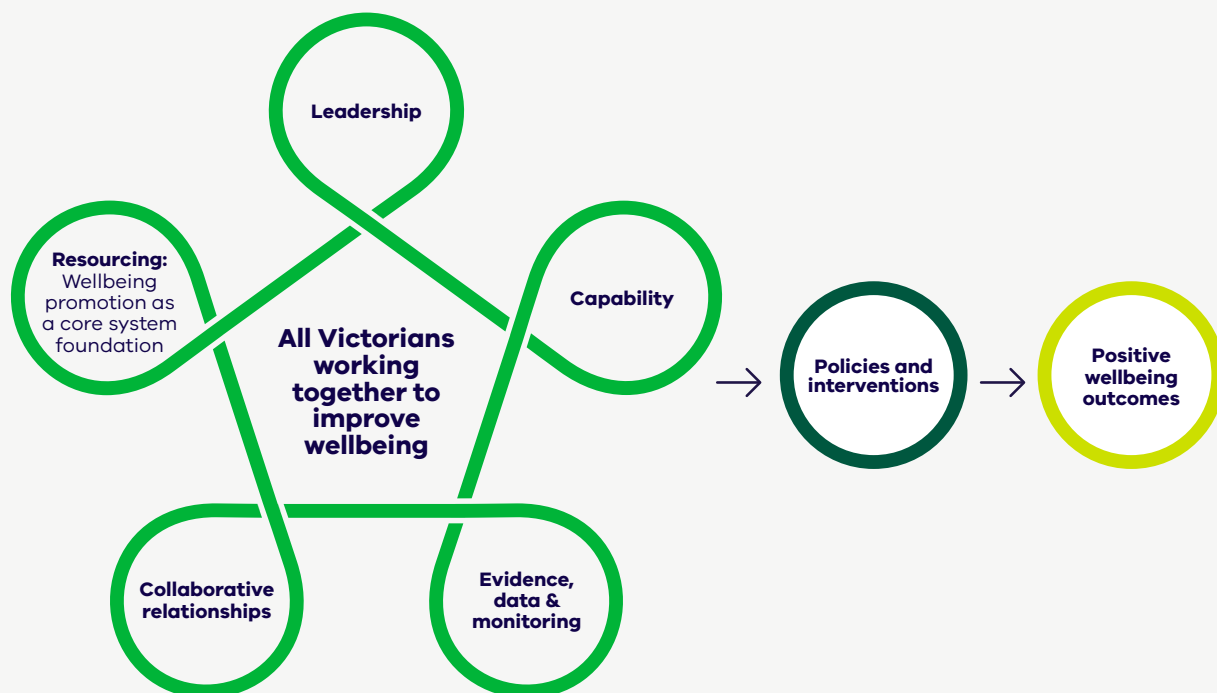 Leadership
Resourcing:
Wellbeing
promotion as
a core system
foundation
Capability
All Victorians
working
together to
improve
wellbeing
Policies and
interventions
Positive
wellbeing
outcomes
Collaborative
relationships
Evidence,
data &
monitoring